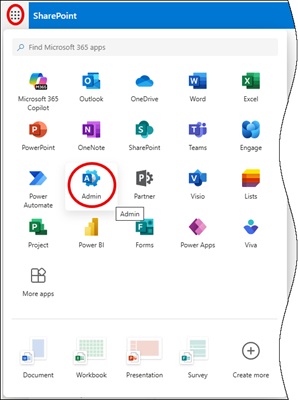 SharePoint
Find Microsoft 365 apps
M365
Microsoft 365 Copilot
Outlook
OneDrive
Word
Excel
PowerPoint
OneNote
SharePoint
Teams
Engage
Power Automate
Admin
Partner
Visio
Lists
Admin
Project
Power BI
Forms
Power Apps
Viva
More apps
Document
Workbook
Presentation
Survey
Create more